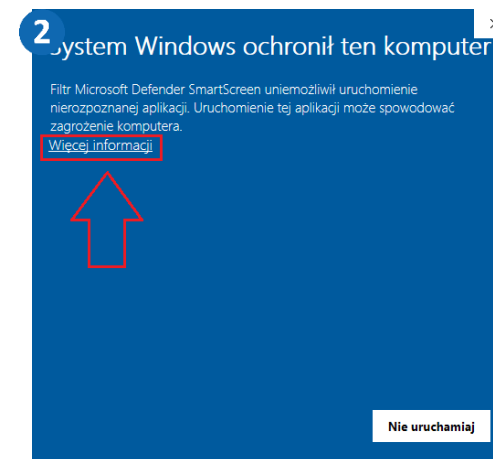 2
System Windows ochronił ten komputer
Filtr Microsoft Defender SmartScreen uniemożliwił uruchomienie
nierozpoznanej aplikacji. Uruchomienie tej aplikacji może spowodować
zagrożenie komputera.
Więcej informacji
Nie uruchamiaj